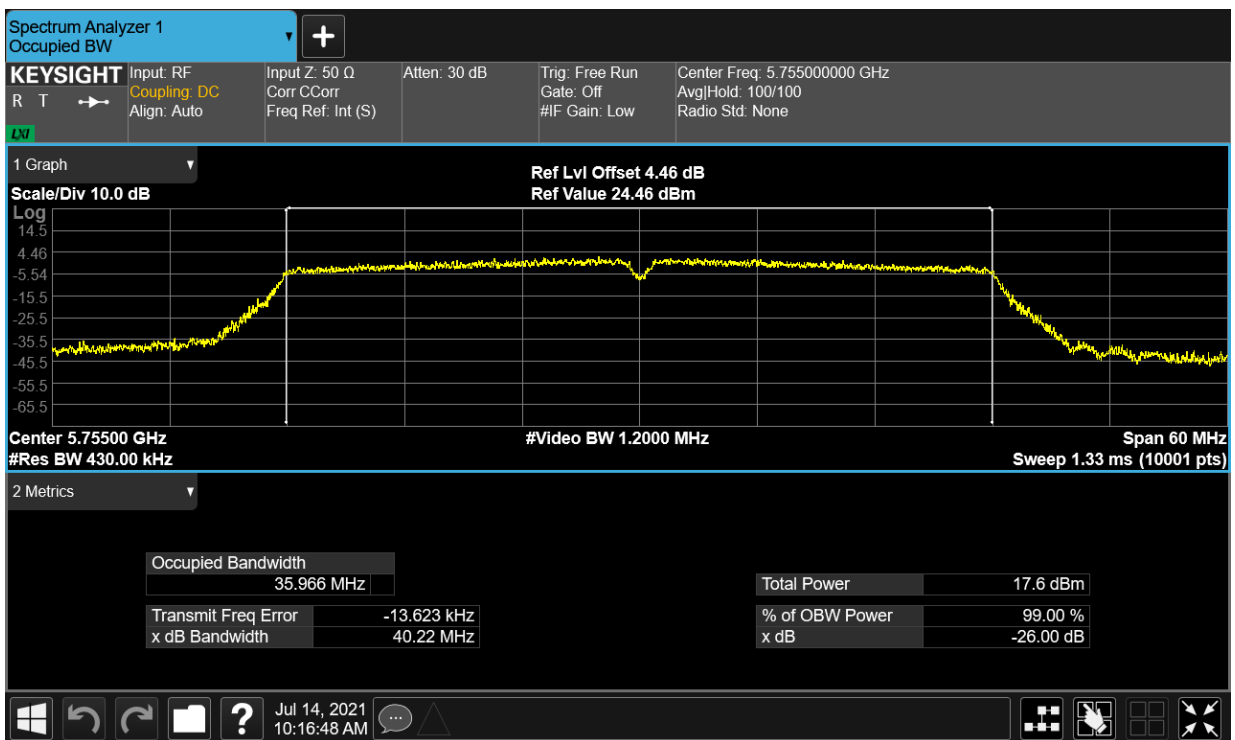 Spectrum Analyzer 1
Occupied BW
KEYSIGHT
R T
LXI
Input: RF
Coupling: DC
Align: Auto
Input Z: 50 Ω
Corr CCorr
Freq Ref: Int (S)
Atten: 30 dB
Trig: Free Run
Gate: Off
#IF Gain: Low
Center Freq: 5.755000000 GHz
Avg|Hold: 100/100
Radio Std: None
1 Graph
Scale/Div 10.0 dB
Ref Lvl Offset 4.46 dB
Ref Value 24.46 dBm
Log
14.5
4.46
-5.54
-15.5
-25.5
-35.5
-45.5
-55.5
-65.5
Center 5.75500 GHz
#Video BW 1.2000 MHz
Span 60 MHz
#Res BW 430.00 kHz
Sweep 1.33 ms (10001 pts)
2 Metrics
Occupied Bandwidth
35.966 MHz
Total Power 17.6 dBm
Transmit Freq Error -13.623 kHz
% of OBW Power 99.00 %
x dB Bandwidth 40.22 MHz
x dB -26.00 dB
?
Jul 14, 2021
10:16:48 AM